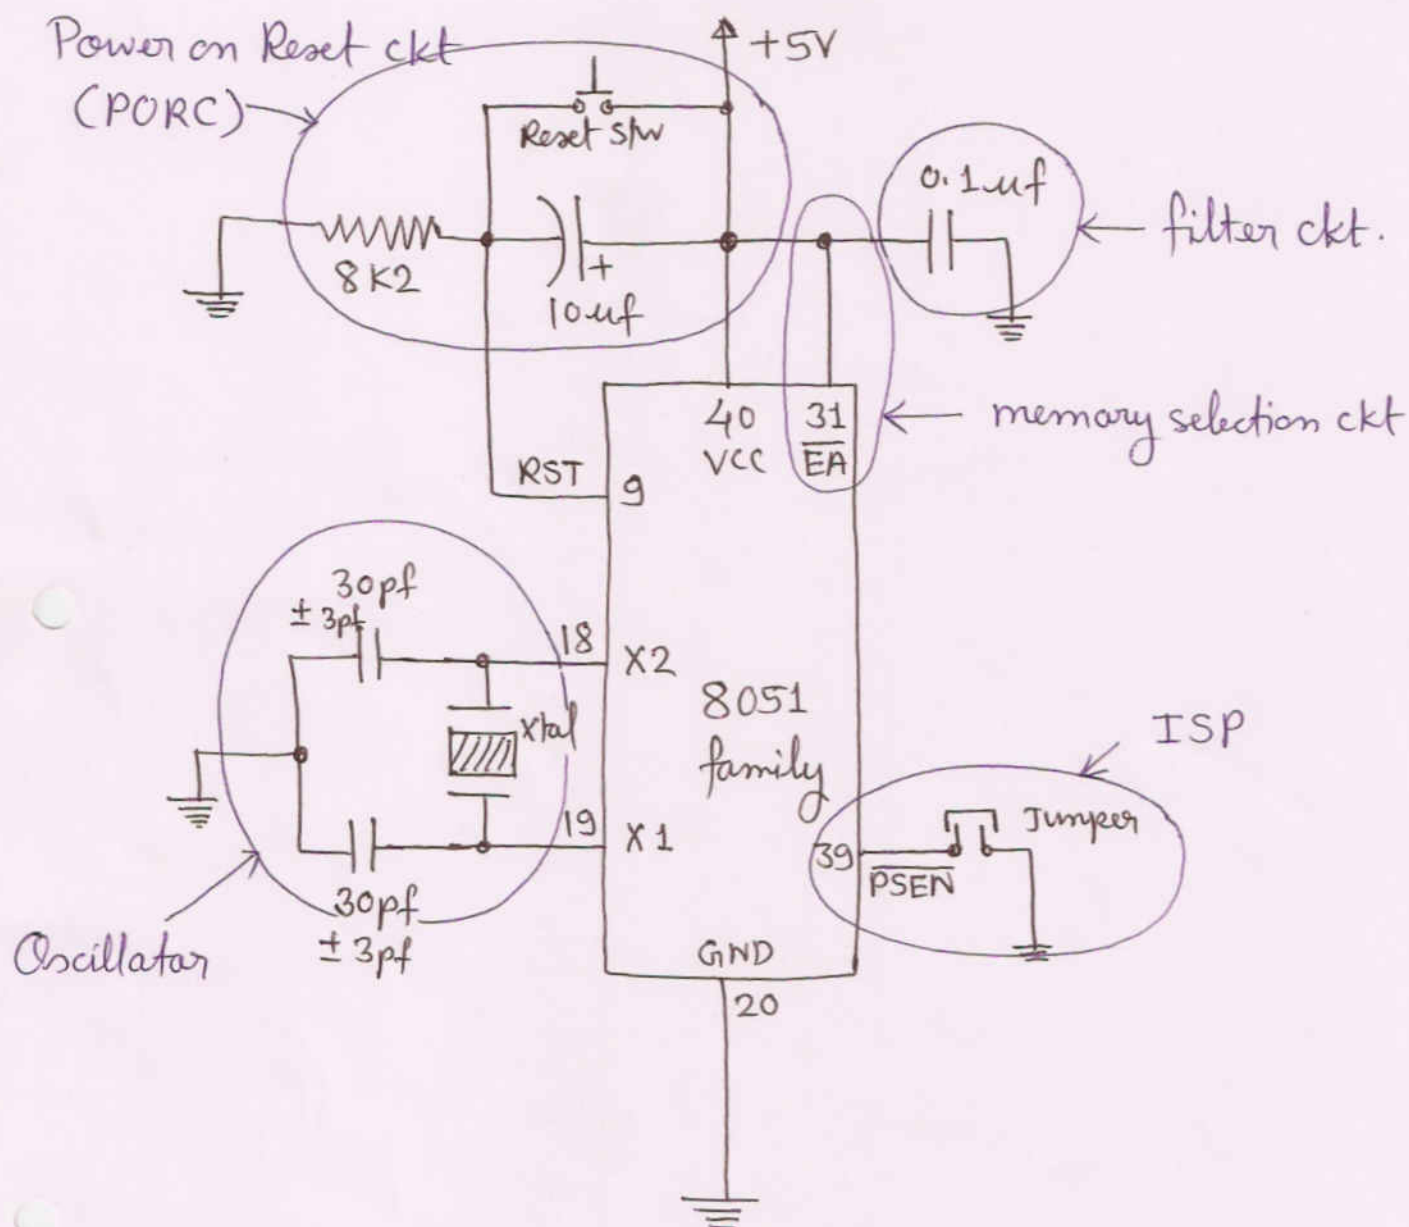 Power on Reset ckt
(PORC)
+5V
Reset s/w
0.1uf
filter ckt.
8K2
+
10uf
40
VCC
31
EA
memory selection ckt
RST
9
30pf
± 3pf
18
X2
8051
family
Xtal
ISP
19
X1
39
PSEN
Jumper
30pf
± 3pf
Oscillator
GND
20